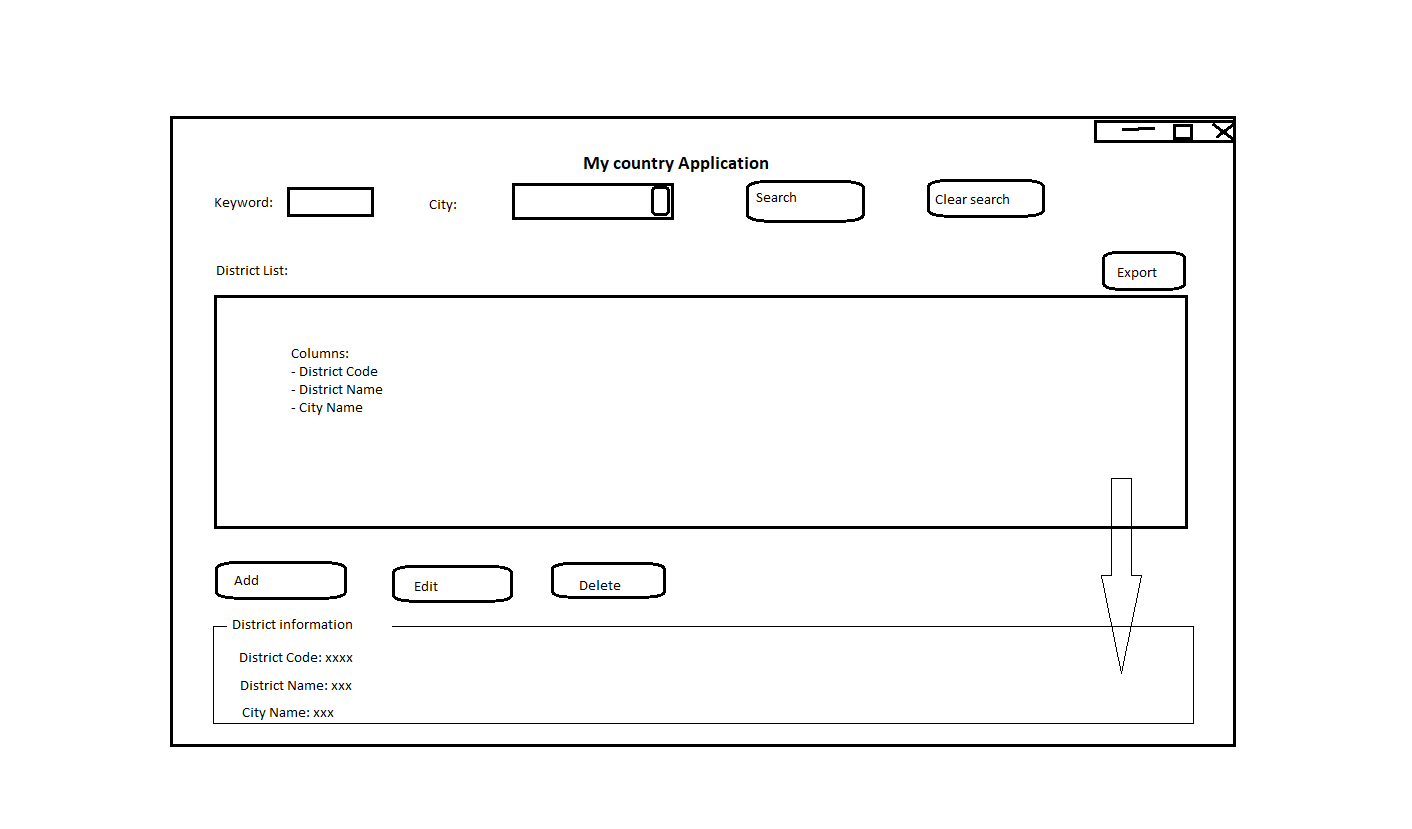 My country Application
Keyword:
City:
Search
Clear search
District List:
Export
Columns:
- District Code
- District Name
- City Name
Add
Edit
Delete
District information
District Code: xxxx
District Name: xxx
City Name: xxx